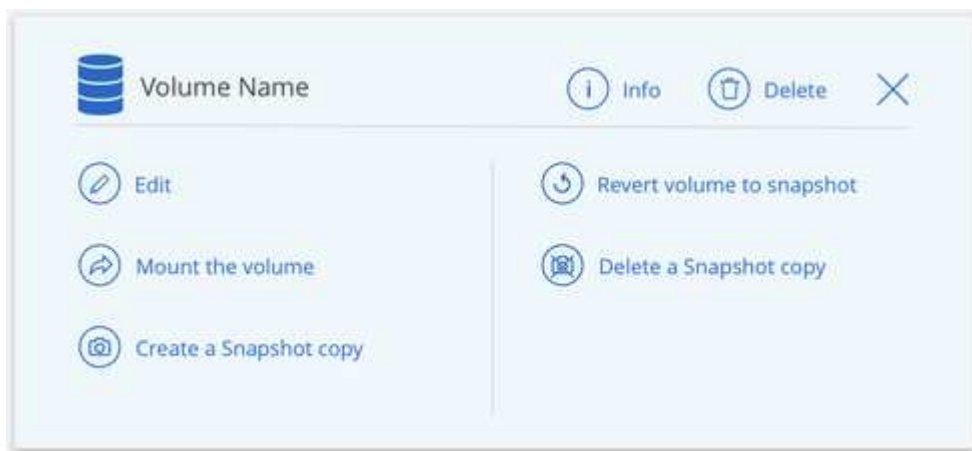 Volume Name
Info
Delete
Edit
Mount the volume
Create a Snapshot copy
Revert volume to snapshot
Delete a Snapshot copy